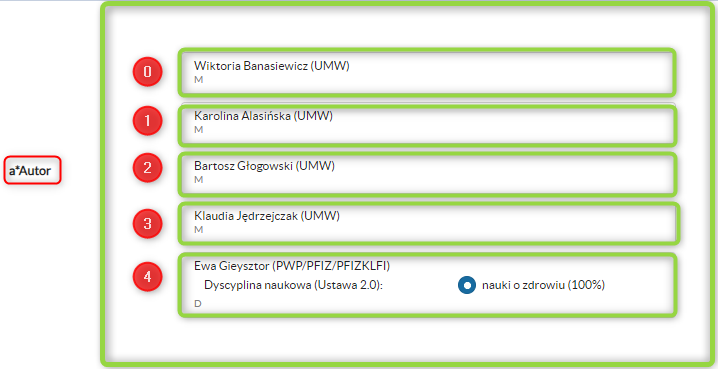 0
Wiktoria Banasiewicz (UMW)
M
1
Karolina Alasińska (UMW)
M
a*Autor
2
Bartosz Głogowski (UMW)
M
3
Klaudia Jędrzejczak (UMW)
M
4
Ewa Gieysztor (PWP/PFIZ/PFIZKLFI)
Dyscyplina naukowa (Ustawa 2.0): nauki o zdrowiu (100%)
D